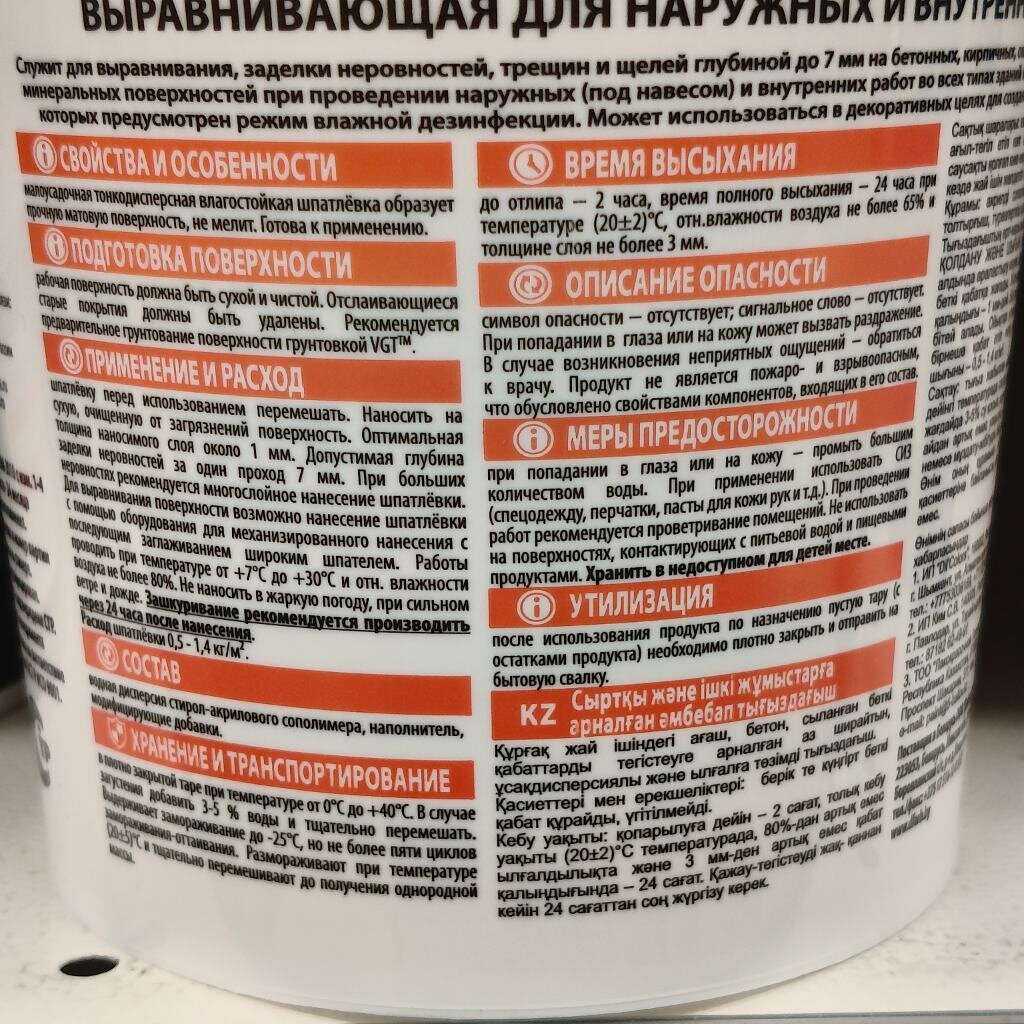 ВЫРАВНИВАЮЩАЯ ДЛЯ НАРУЖНЫХ И
Служит для выравнивания, заделки неровностей, трещин и щелей глубиной до 7 мм на бетонных, кирпичных,
минеральных поверхностей при проведении наружных (под навесом) и внутренних работ во всех типах зданий
которых предусмотрен режим влажной дезинфекции. Может использоваться в декоративных целях для
СВОЙСТВА И ОСОБЕННОСТИ
малоусадочная тонкодисперсная влагостойкая шпатлёвка образует
прочную матовую поверхность, не мелит. Готова к применению.
ПОДГОТОВКА ПОВЕРХНОСТИ
рабочая поверхность должна быть сухой и чистой. Отслаивающиеся
старые покрытия должны быть удалены. Рекомендуется
предварительное грунтование поверхности грунтовкой VGT™.
ПРИМЕНЕНИЕ И РАСХОД
шпатлёвку перед использованием перемешать. Наносить на
сухую, очищенную от загрязнений поверхность. Оптимальная
толщина наносимого слоя около 1 мм. Допустимая глубина
заделки неровностей за один проход 7 мм. При больших
неровностях рекомендуется многослойное нанесение шпатлёвки.
Для выравнивания поверхности возможно нанесение шпатлёвки
с помощью оборудования для механизированного нанесения с
последующим заглаживанием широким шпателем. Работы
проводить при температуре от +7°С до +30°С и отн. влажности
воздуха не более 80%. Не наносить в жаркую погоду, при сильном
ветре и дожде. Зашкуривание рекомендуется производить
через 24 часа после нанесения.
Расход шпатлёвки 0,5 - 1,4 кг/м².
СОСТАВ
водная дисперсия стирол-акрилового сополимера, наполнитель,
модифицирующие добавки.
ХРАНЕНИЕ И ТРАНСПОРТИРОВАНИЕ
в плотно закрытой таре при температуре от 0°С до +40°С. В случае
загустения добавить 3-5 % воды и тщательно перемешать.
Выдерживает замораживание до -25°С, но не более пяти циклов
замораживания-оттаивания. Размораживают при температуре
(20±5)°С и тщательно перемешивают до получения однородной
массы.
ВРЕМЯ ВЫСЫХАНИЯ
до отлипа — 2 часа, время полного высыхания — 24 часа при
температуре (20±2)°С, отн.влажности воздуха не более 65% и
толщине слоя не более 3 мм.
ОПИСАНИЕ ОПАСНОСТИ
символ опасности — отсутствует; сигнальное слово — отсутствует.
При попадании в глаза или на кожу может вызвать раздражение.
В случае возникновения неприятных ощущений — обратиться
к врачу. Продукт не является пожаро- и взрывоопасным,
что обусловлено свойствами компонентов, входящих в его состав.
МЕРЫ ПРЕДОСТОРОЖНОСТИ
при попадании в глаза или на кожу – промыть большим
количеством воды. При применении использовать СИЗ
(спецодежду, перчатки, пасты для кожи рук и т.д.). При проведении
работ рекомендуется проветривание помещений. Не использовать
на поверхностях, контактирующих с питьевой водой и пищевыми
продуктами. Хранить в недоступном для детей месте.
УТИЛИЗАЦИЯ
после использования продукта по назначению пустую тару (с
остатками продукта) необходимо плотно закрыть и отправить на
бытовую свалку.
KZ Сыртқы және ішкі жұмыстарға
арналған әмбебап тығыздағыш
Құрғақ жай ішіндегі ағаш, бетон, сыланған беті
қабаттарды тегістеуге арналған аз ширайтын,
ұсақдисперсиялы және ылғалға төзімді тығыздағыш.
Қасиеттері мен ерекшеліктері: берік те күңгірт беткі
қабат құрайды, үгітілмейді.
Кебу уақыты: қопарылуға дейін – 2 сағат, толық кебу
уақыты (20±2)°С температурада, 80%-дан артық емес
ылғалдылықта және 3 мм-ден артық емес қабат
қалыңдығында – 24 сағат. Қажау-тегістеуді жақ- қаннан
кейін 24 сағаттан соң жүргізу керек.